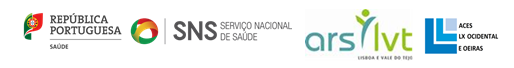 REPÚBLICA
PORTUGUESA
SAÚDE
SNS SERVIÇO NACIONAL
DE SAÚDE
arslvt
LISBOA E VALE DO TEJO
ACES
LX OCIDENTAL
E OEIRAS